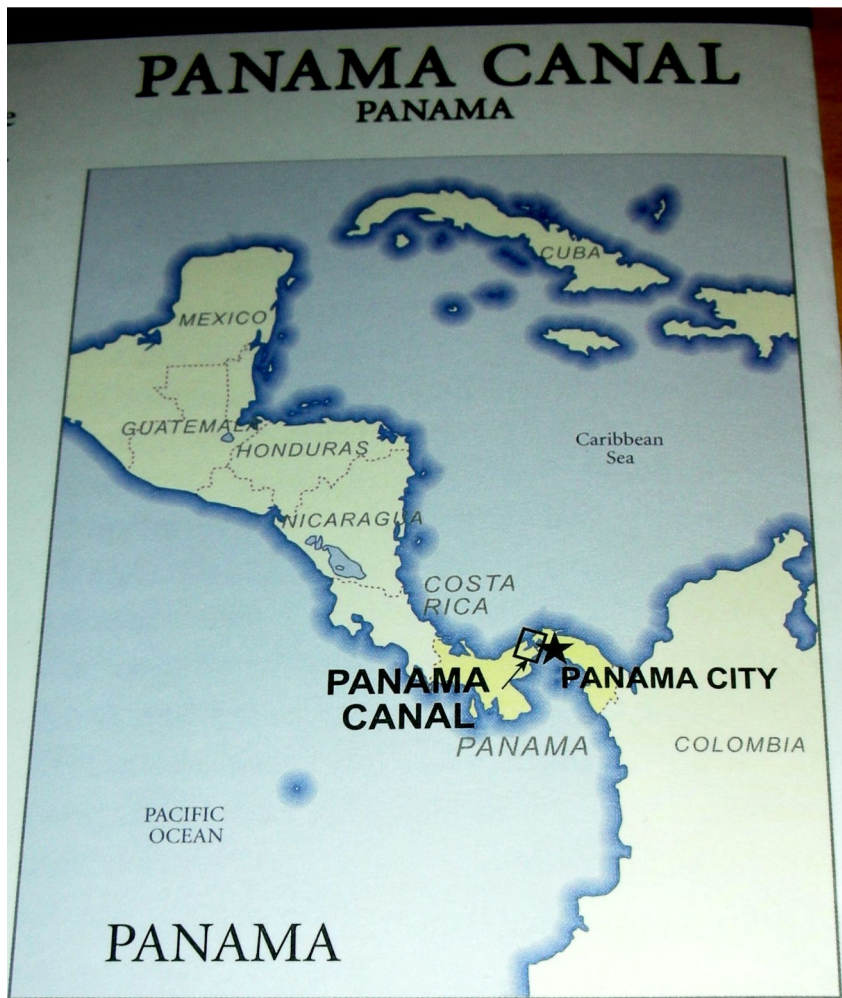 PANAMA CANAL
PANAMA
e
CUBA
MEXICO
GUATEMALA
HONDURAS
Caribbean
Sea
NICARAGUA
COSTA
RICA
PANAMA
CANAL
PANAMA CITY
PANAMA
COLOMBIA
PACIFIC
OCEAN
PANAMA